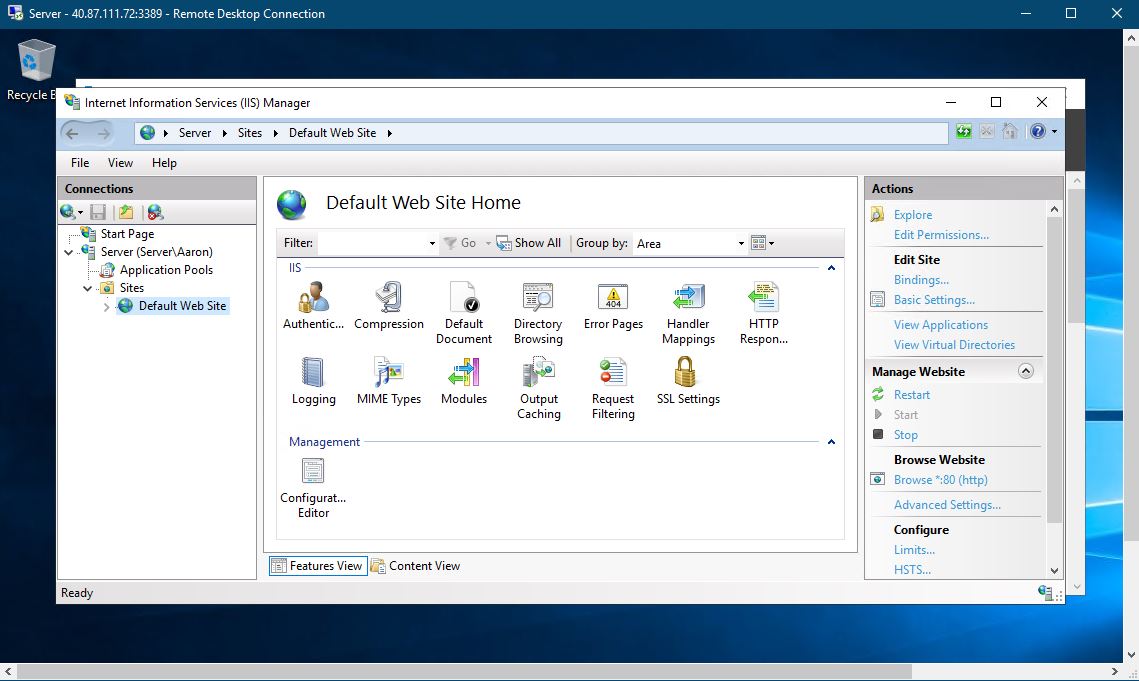 Server - 40.87.111.72:3389 - Remote Desktop Connection
Recycle B
Internet Information Services (IIS) Manager
Server Sites Default Web Site
File View Help
Connections
Start Page
Server (Server\Aaron)
Application Pools
Sites
Default Web Site
Default Web Site Home
Filter: Go Show All Group by: Area
IIS
Authentic...
Compression
Default
Document
Directory
Browsing
Error Pages
404
Handler
Mappings
HTTP
Respon...
Logging
MIME Types
Modules
Output
Caching
Request
Filtering
SSL Settings
Management
Configurat...
Editor
Features View
Content View
Actions
Explore
Edit Permissions...
Edit Site
Bindings...
Basic Settings...
View Applications
View Virtual Directories
Manage Website
Restart
Start
Stop
Browse Website
Browse *:80 (http)
Advanced Settings...
Configure
Limits...
HSTS...
Ready